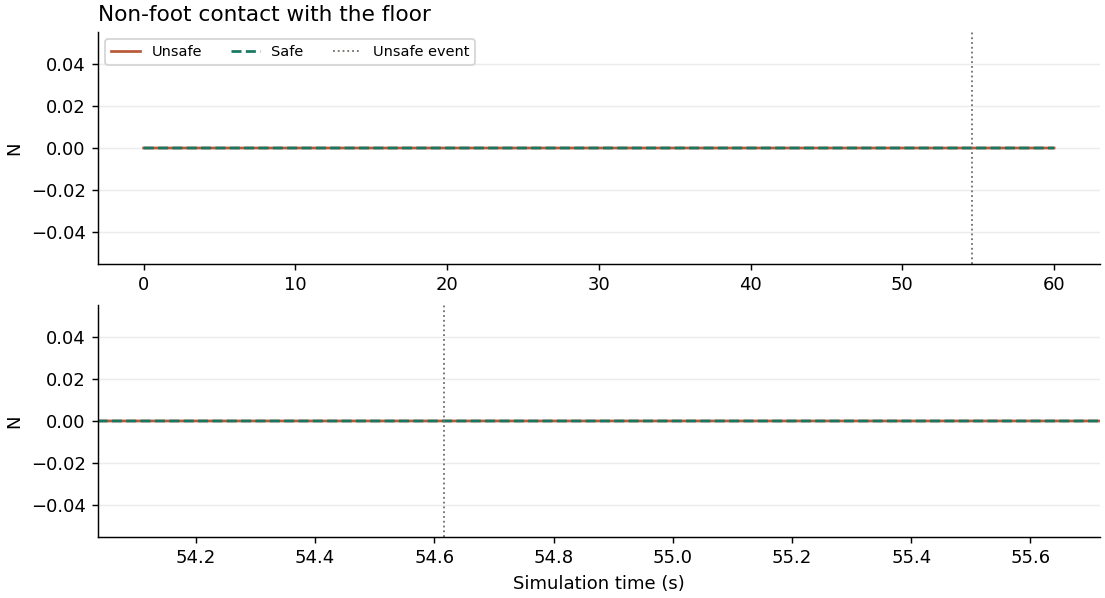 Non-foot contact with the floor
Unsafe Safe Unsafe event
N
0.04
0.02
0.00
−0.02
−0.04
0 10 20 30 40 50 60
N
0.04
0.02
0.00
−0.02
−0.04
54.2 54.4 54.6 54.8 55.0 55.2 55.4 55.6
Simulation time (s)